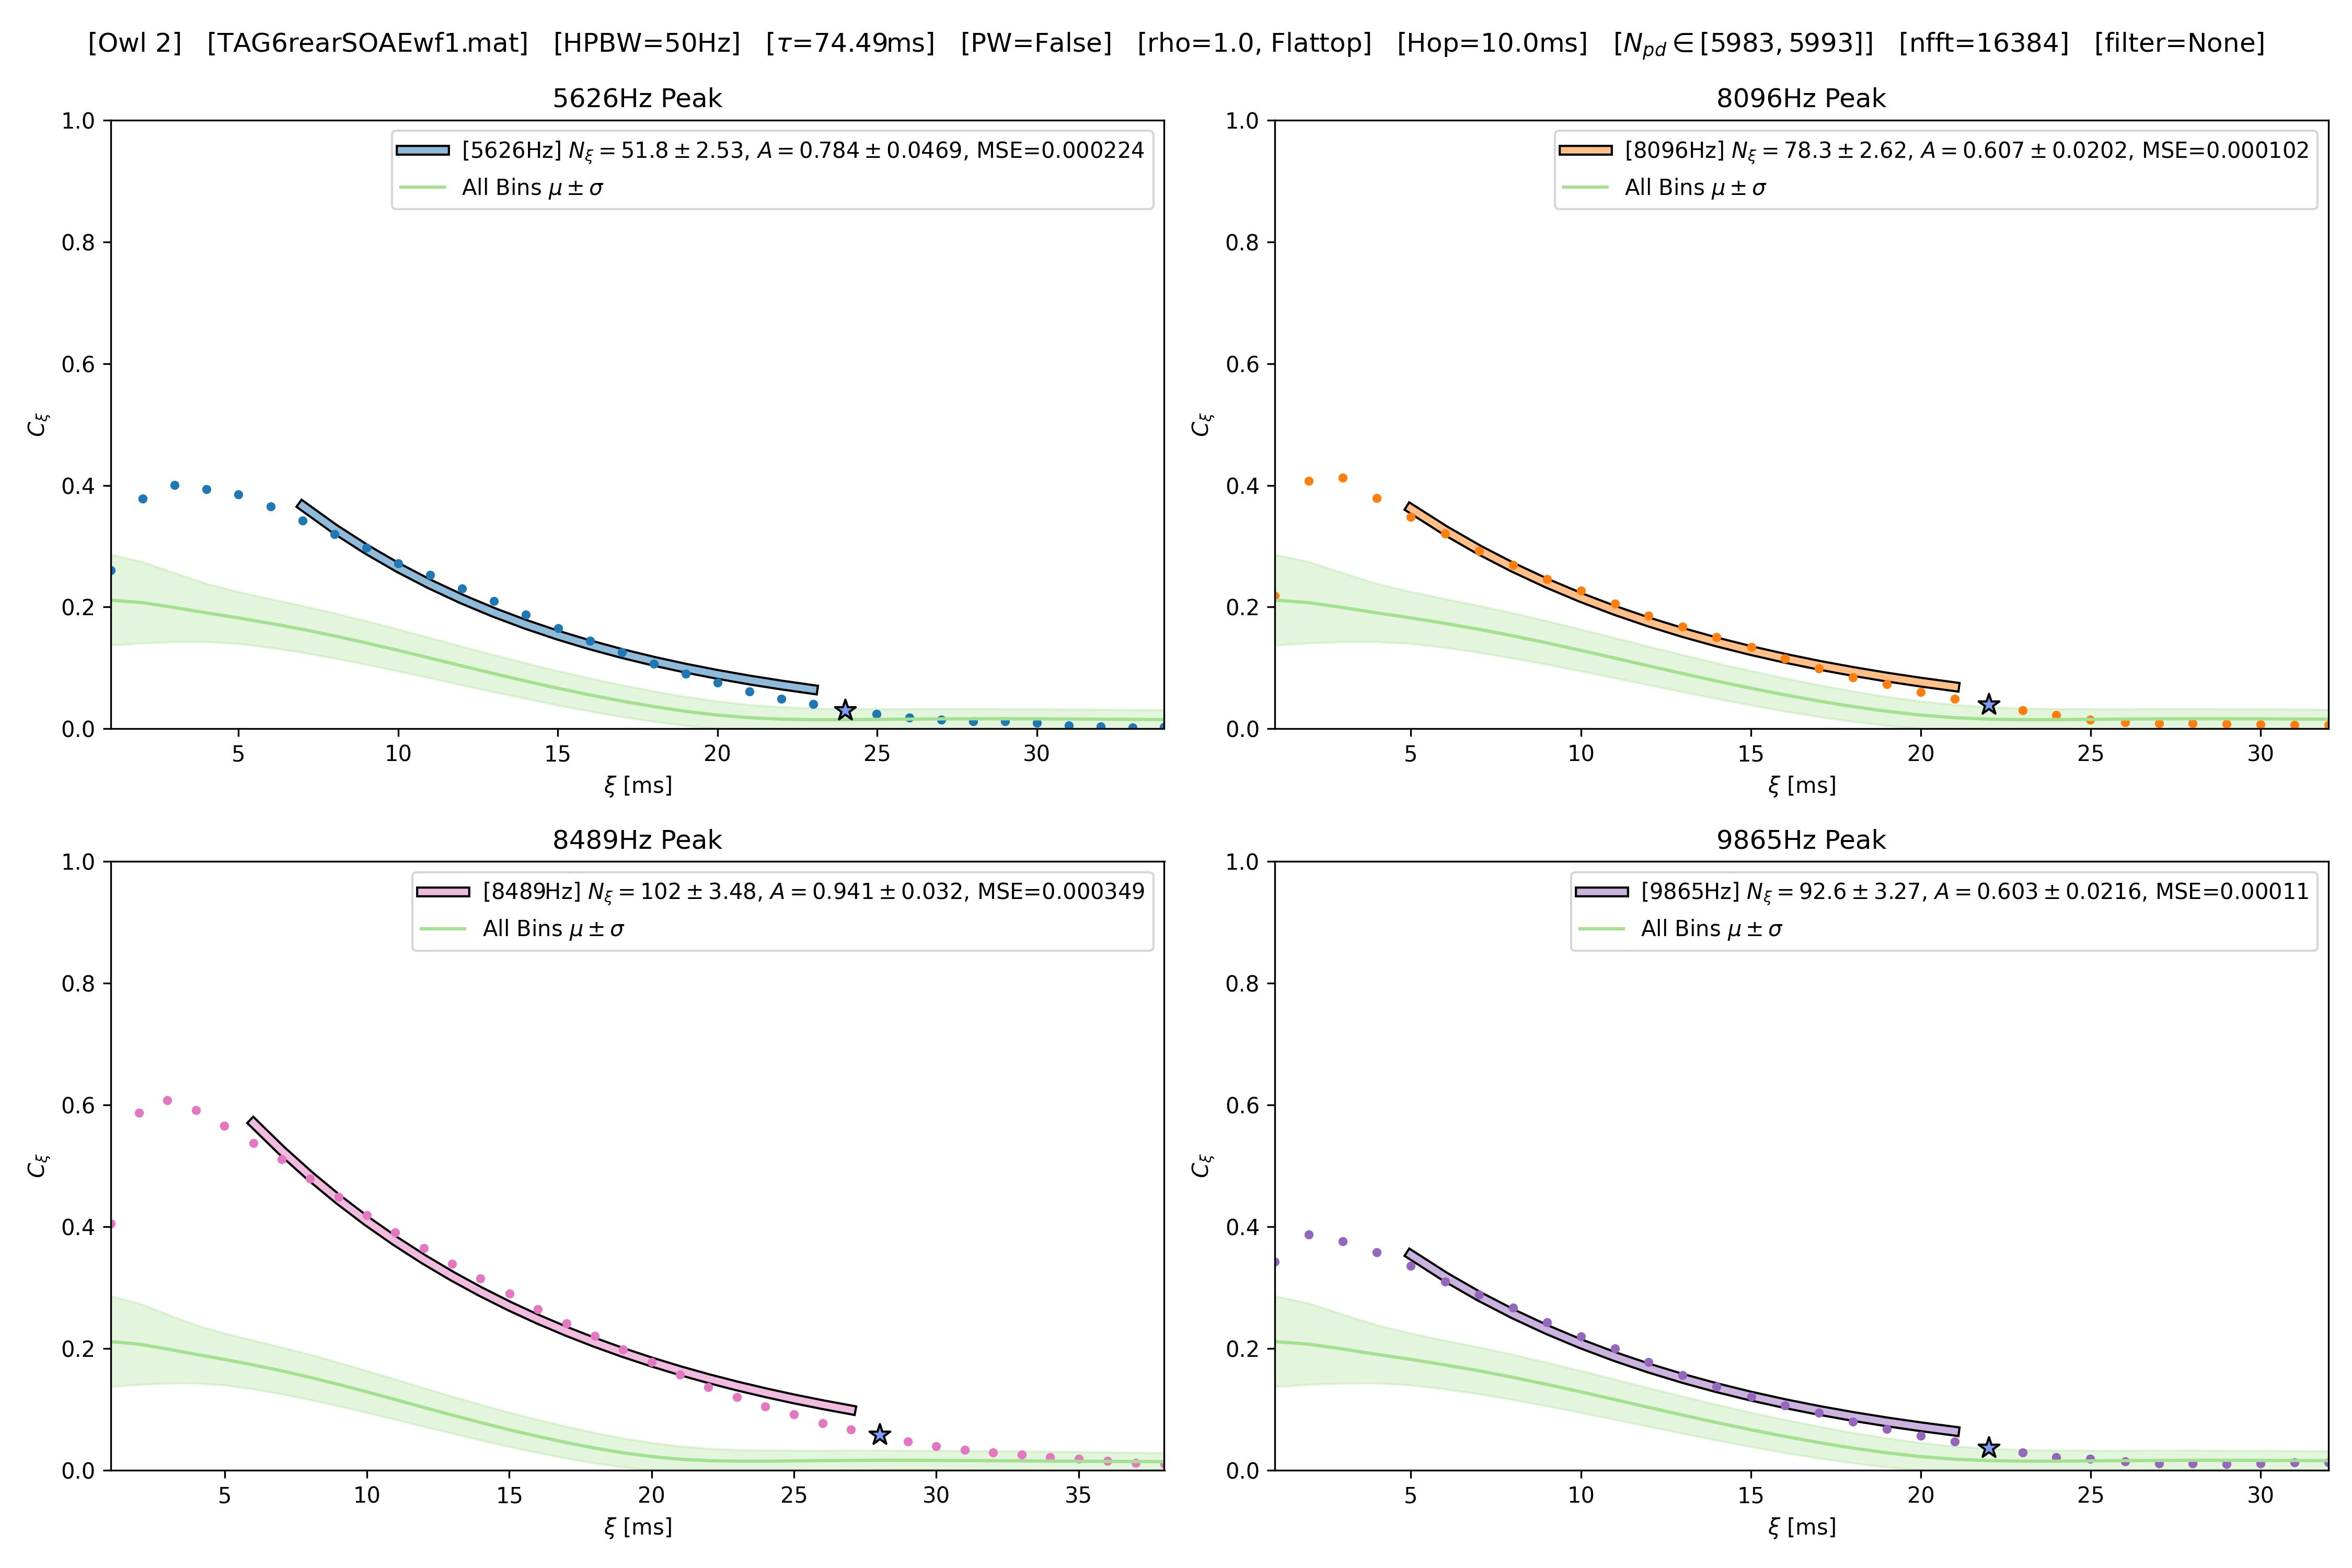 [Owl 2] [TAG6rearSOAEwf1.mat] [HPBW=50Hz] [τ=74.49ms] [PW=False] [rho=1.0, Flattop] [Hop=10.0ms] [N_pd ∈ [5983, 5993]] [nfft=16384] [filter=None]
5626Hz Peak
[5626Hz] N_ξ = 51.8 ± 2.53, A = 0.784 ± 0.0469, MSE=0.000224
All Bins μ ± σ
1.0
0.8
0.6
0.4
0.2
0.0
C_ξ
5 10 15 20 25 30
ξ [ms]
8096Hz Peak
[8096Hz] N_ξ = 78.3 ± 2.62, A = 0.607 ± 0.0202, MSE=0.000102
All Bins μ ± σ
1.0
0.8
0.6
0.4
0.2
0.0
C_ξ
5 10 15 20 25 30
ξ [ms]
8489Hz Peak
[8489Hz] N_ξ = 102 ± 3.48, A = 0.941 ± 0.032, MSE=0.000349
All Bins μ ± σ
1.0
0.8
0.6
0.4
0.2
0.0
C_ξ
5 10 15 20 25 30 35
ξ [ms]
9865Hz Peak
[9865Hz] N_ξ = 92.6 ± 3.27, A = 0.603 ± 0.0216, MSE=0.00011
All Bins μ ± σ
1.0
0.8
0.6
0.4
0.2
0.0
C_ξ
5 10 15 20 25 30
ξ [ms]